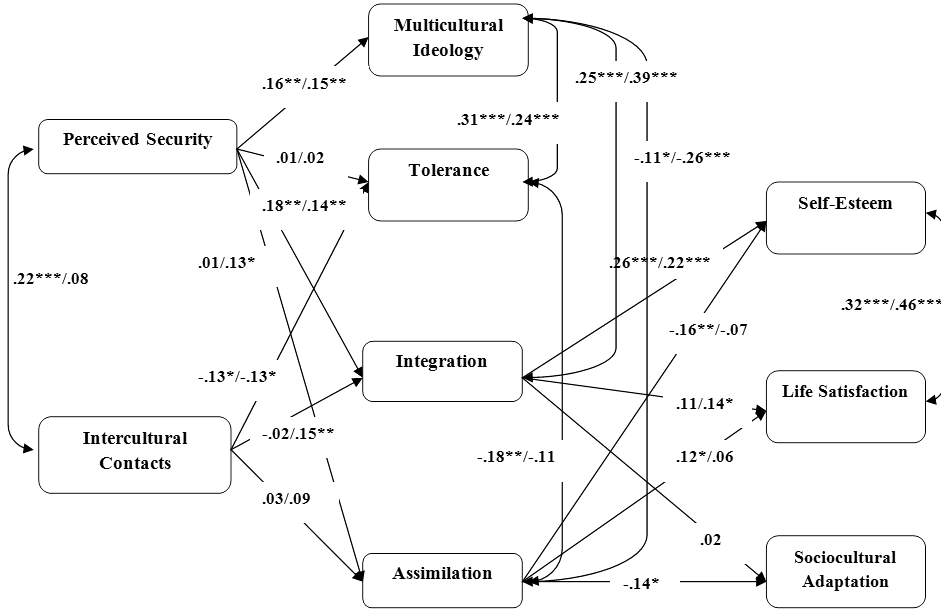 Multicultural
Ideology
.16**/.15**
.25***/.39***
.31***/.24***
Perceived Security
.01/.02
Tolerance
-.11*/-.26***
.18**/.14**
Self-Esteem
.01/.13*
.26***/.22***
.22***/.08
.32***/.46***
-.16**/-.07
Integration
-.13*/-.13*
Life Satisfaction
.11/.14*
Intercultural
Contacts
-.02/.15**
-.18**/-.11
.12*/.06
.03/.09
.02
Sociocultural
Adaptation
Assimilation
-.14*